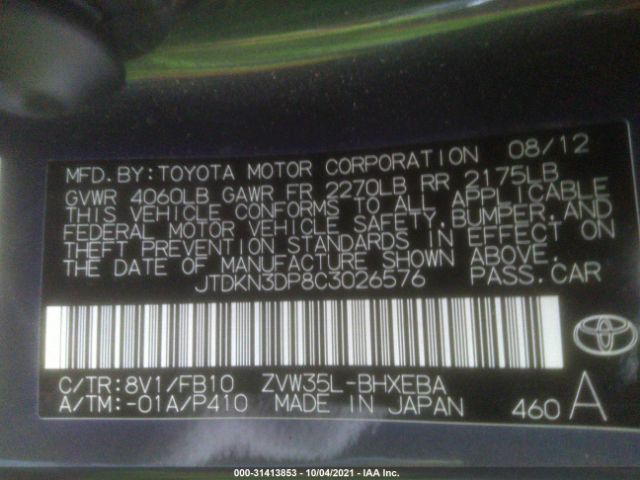 MFD. BY: TOYOTA MOTOR CORPORATION 08/12
GVWR 4060LB GAWR FR 2270LB RR 2175LB
THIS VEHICLE CONFORMS TO ALL APPLICABLE
FEDERAL MOTOR VEHICLE SAFETY, BUMPER, AND
THEFT PREVENTION STANDARDS IN EFFECT ON
THE DATE OF MANUFACTURE SHOWN ABOVE.
JTDKN3DP8C3026576 PASS. CAR
C/TR: 8V1/FB10 ZVW35L-BHXEBA
A/TM: -01A/P410 MADE IN JAPAN 460 A
000-31413853 - 10/04/2021 - IAA Inc.